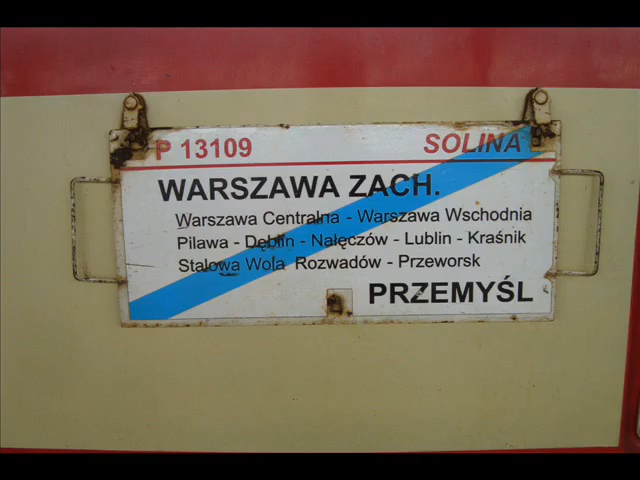 P 13109 SOLINA
WARSZAWA ZACH.
Warszawa Centralna - Warszawa Wschodnia
Pilawa - Dęblin - Nałęczów - Lublin - Kraśnik
Stalowa Wola Rozwadów - Przeworsk
PRZEMYŚL